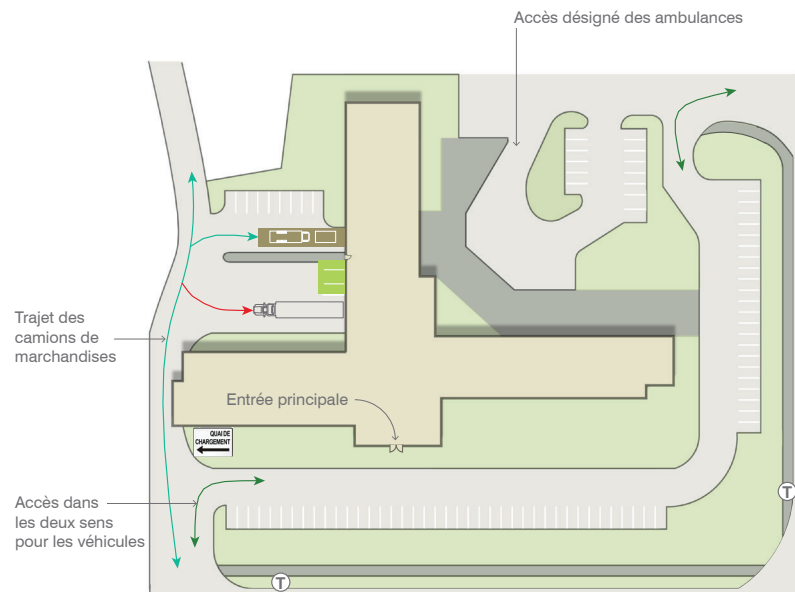 Accès désigné des ambulances
Trajet des
camions de
marchandises
Entrée principale
QUAI DE
CHARGEMENT
Accès dans
les deux sens
pour les véhicules
T
T